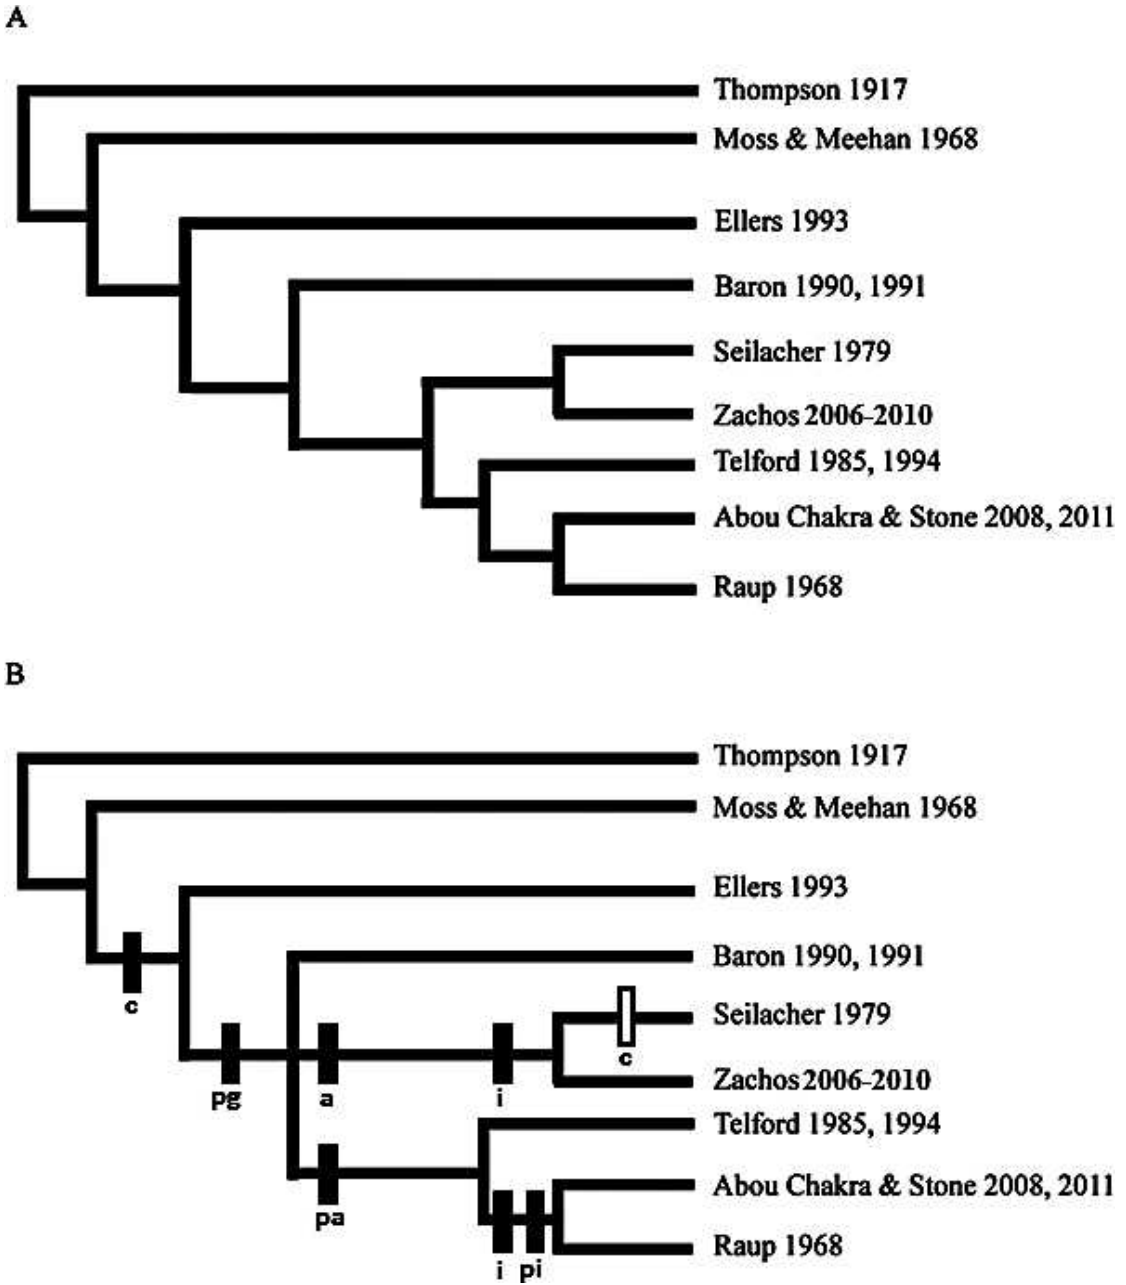 A
Thompson 1917
Moss & Meehan 1968
Ellers 1993
Baron 1990, 1991
Seilacher 1979
Zachos 2006-2010
Telford 1985, 1994
Abou Chakra & Stone 2008, 2011
Raup 1968
B
Thompson 1917
Moss & Meehan 1968
Ellers 1993
c
Baron 1990, 1991
Seilacher 1979
c
Zachos 2006-2010
pg a i
Telford 1985, 1994
Abou Chakra & Stone 2008, 2011
pa
Raup 1968
i pi